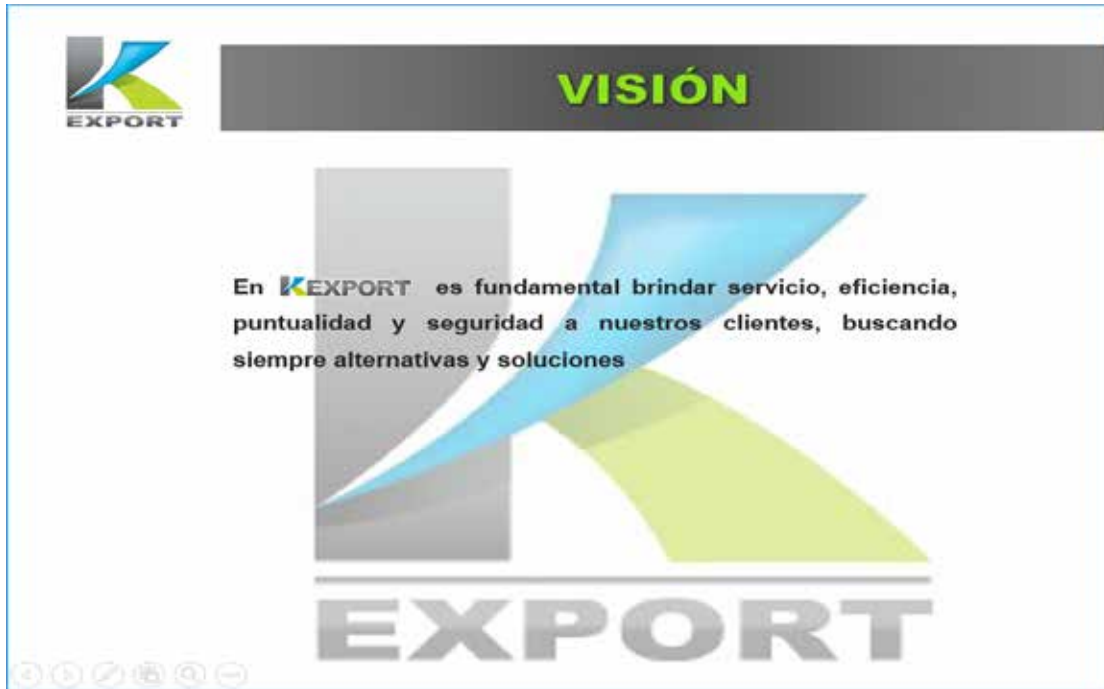 EXPORT
VISIÓN
En KEXPORT es fundamental brindar servicio, eficiencia,
puntualidad y seguridad a nuestros clientes, buscando
siempre alternativas y soluciones
EXPORT